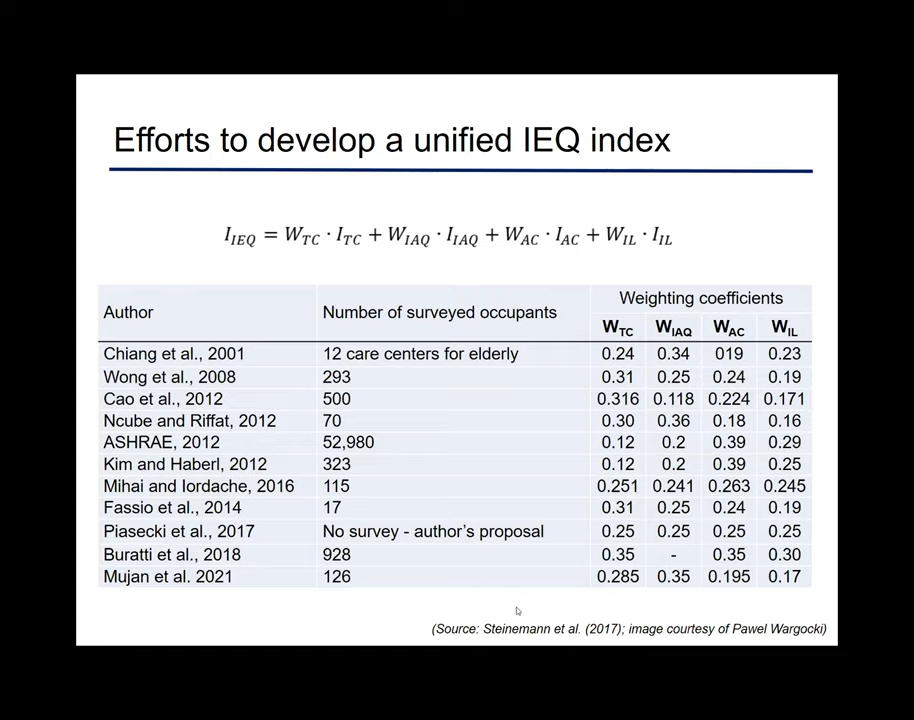 Efforts to develop a unified IEQ index
I_IEQ = W_TC · I_TC + W_IAQ · I_IAQ + W_AC · I_AC + W_IL · I_IL
Author Number of surveyed occupants Weighting coefficients
W_TC W_IAQ W_AC W_IL
Chiang et al., 2001 12 care centers for elderly 0.24 0.34 019 0.23
Wong et al., 2008 293 0.31 0.25 0.24 0.19
Cao et al., 2012 500 0.316 0.118 0.224 0.171
Ncube and Riffat, 2012 70 0.30 0.36 0.18 0.16
ASHRAE, 2012 52,980 0.12 0.2 0.39 0.29
Kim and Haberl, 2012 323 0.12 0.2 0.39 0.25
Mihai and Iordache, 2016 115 0.251 0.241 0.263 0.245
Fassio et al., 2014 17 0.31 0.25 0.24 0.19
Piasecki et al., 2017 No survey - author's proposal 0.25 0.25 0.25 0.25
Buratti et al., 2018 928 0.35 - 0.35 0.30
Mujan et al. 2021 126 0.285 0.35 0.195 0.17
(Source: Steinemann et al. (2017); image courtesy of Pawel Wargocki)